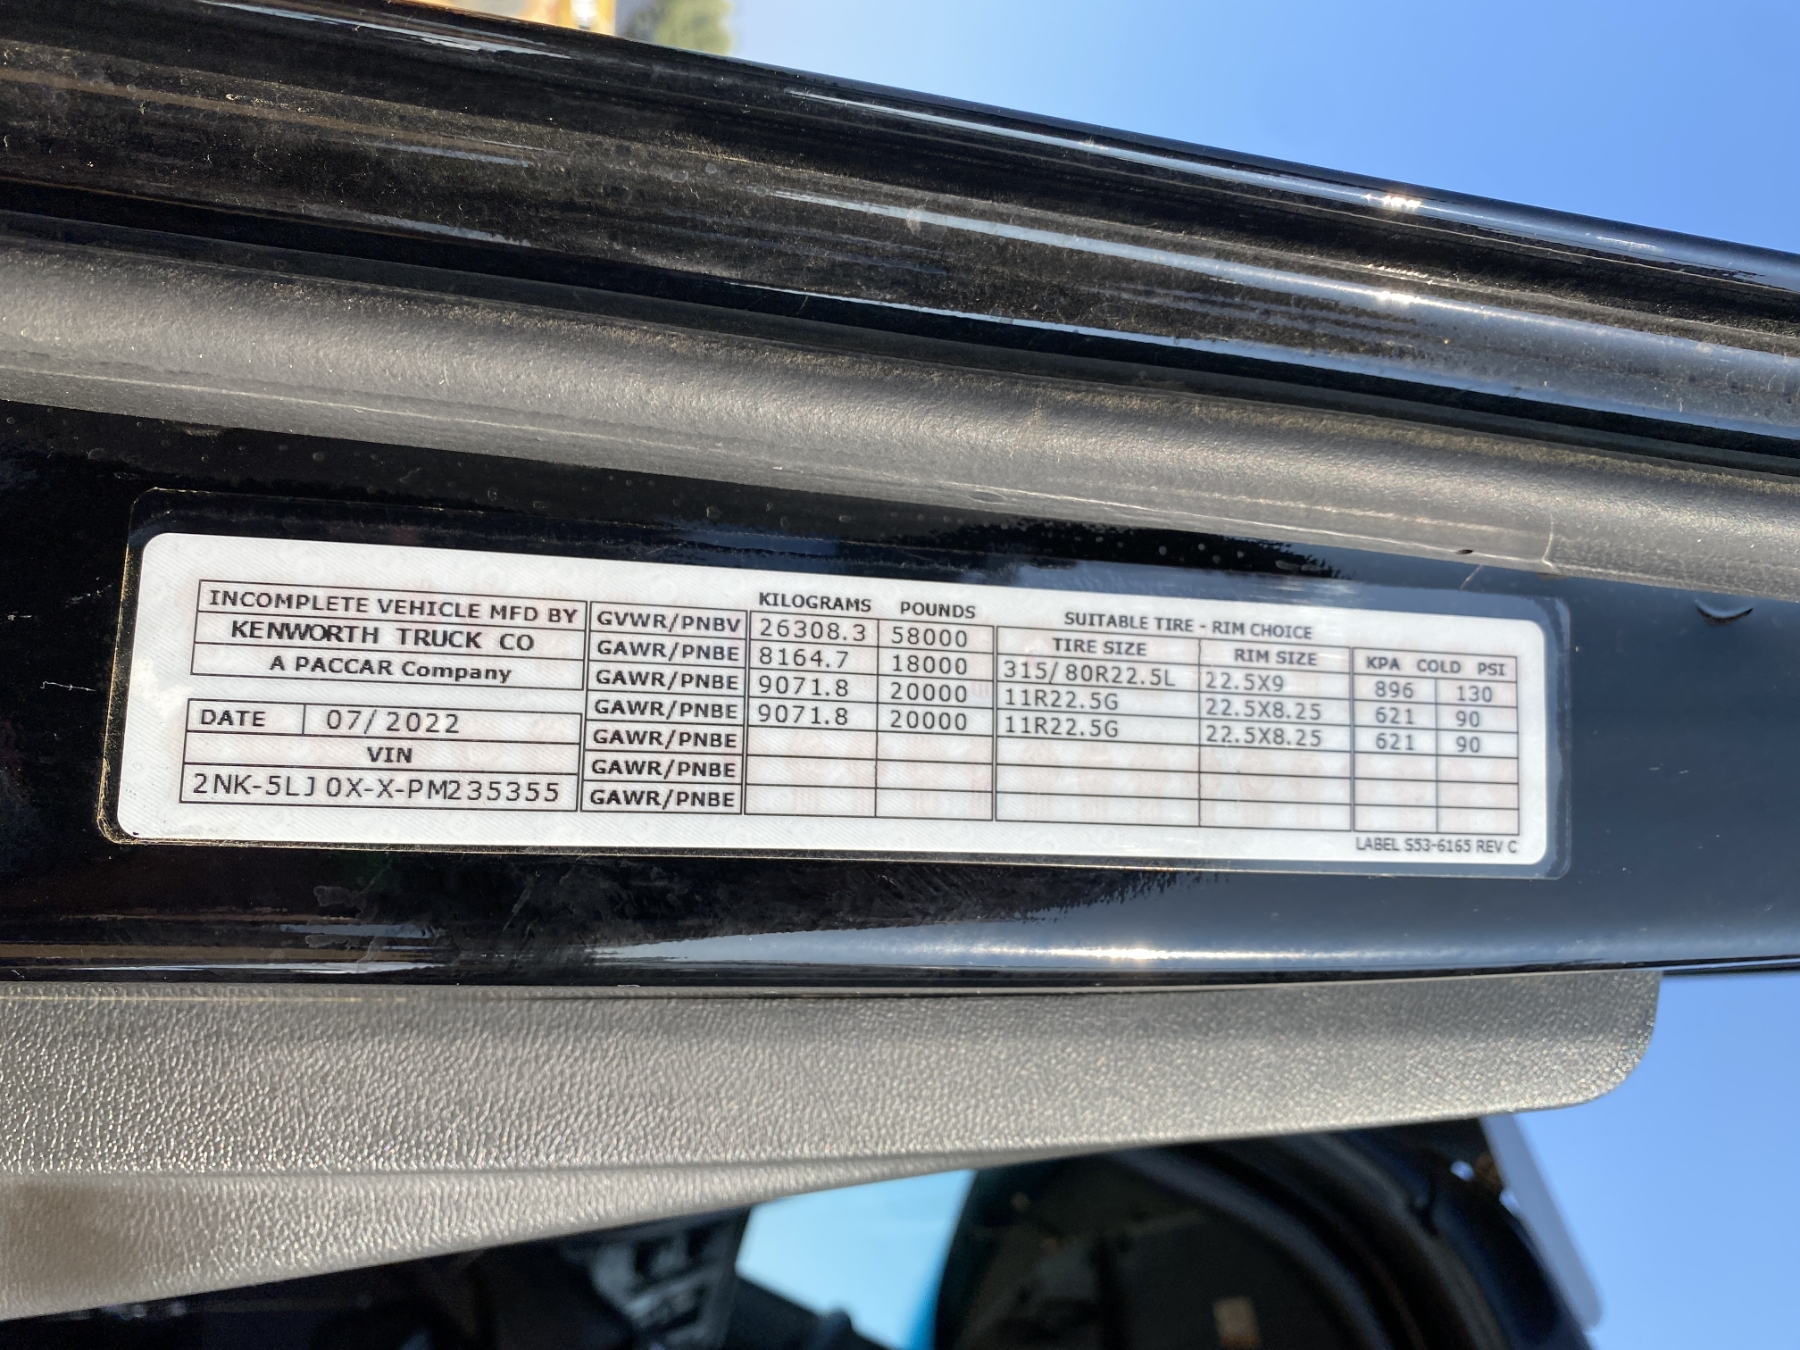 INCOMPLETE VEHICLE MFD BY
KENWORTH TRUCK CO
A PACCAR Company
DATE 07/2022
VIN
2NK-5LJ0X-X-PM235355
KILOGRAMS POUNDS
GVWR/PNBV 26308.3 58000
GAWR/PNBE 8164.7 18000
GAWR/PNBE 9071.8 20000
GAWR/PNBE 9071.8 20000
GAWR/PNBE
GAWR/PNBE
GAWR/PNBE
SUITABLE TIRE - RIM CHOICE
TIRE SIZE RIM SIZE KPA COLD PSI
315/80R22.5L 22.5X9 896 130
11R22.5G 22.5X8.25 621 90
11R22.5G 22.5X8.25 621 90
LABEL S53-6165 REV C